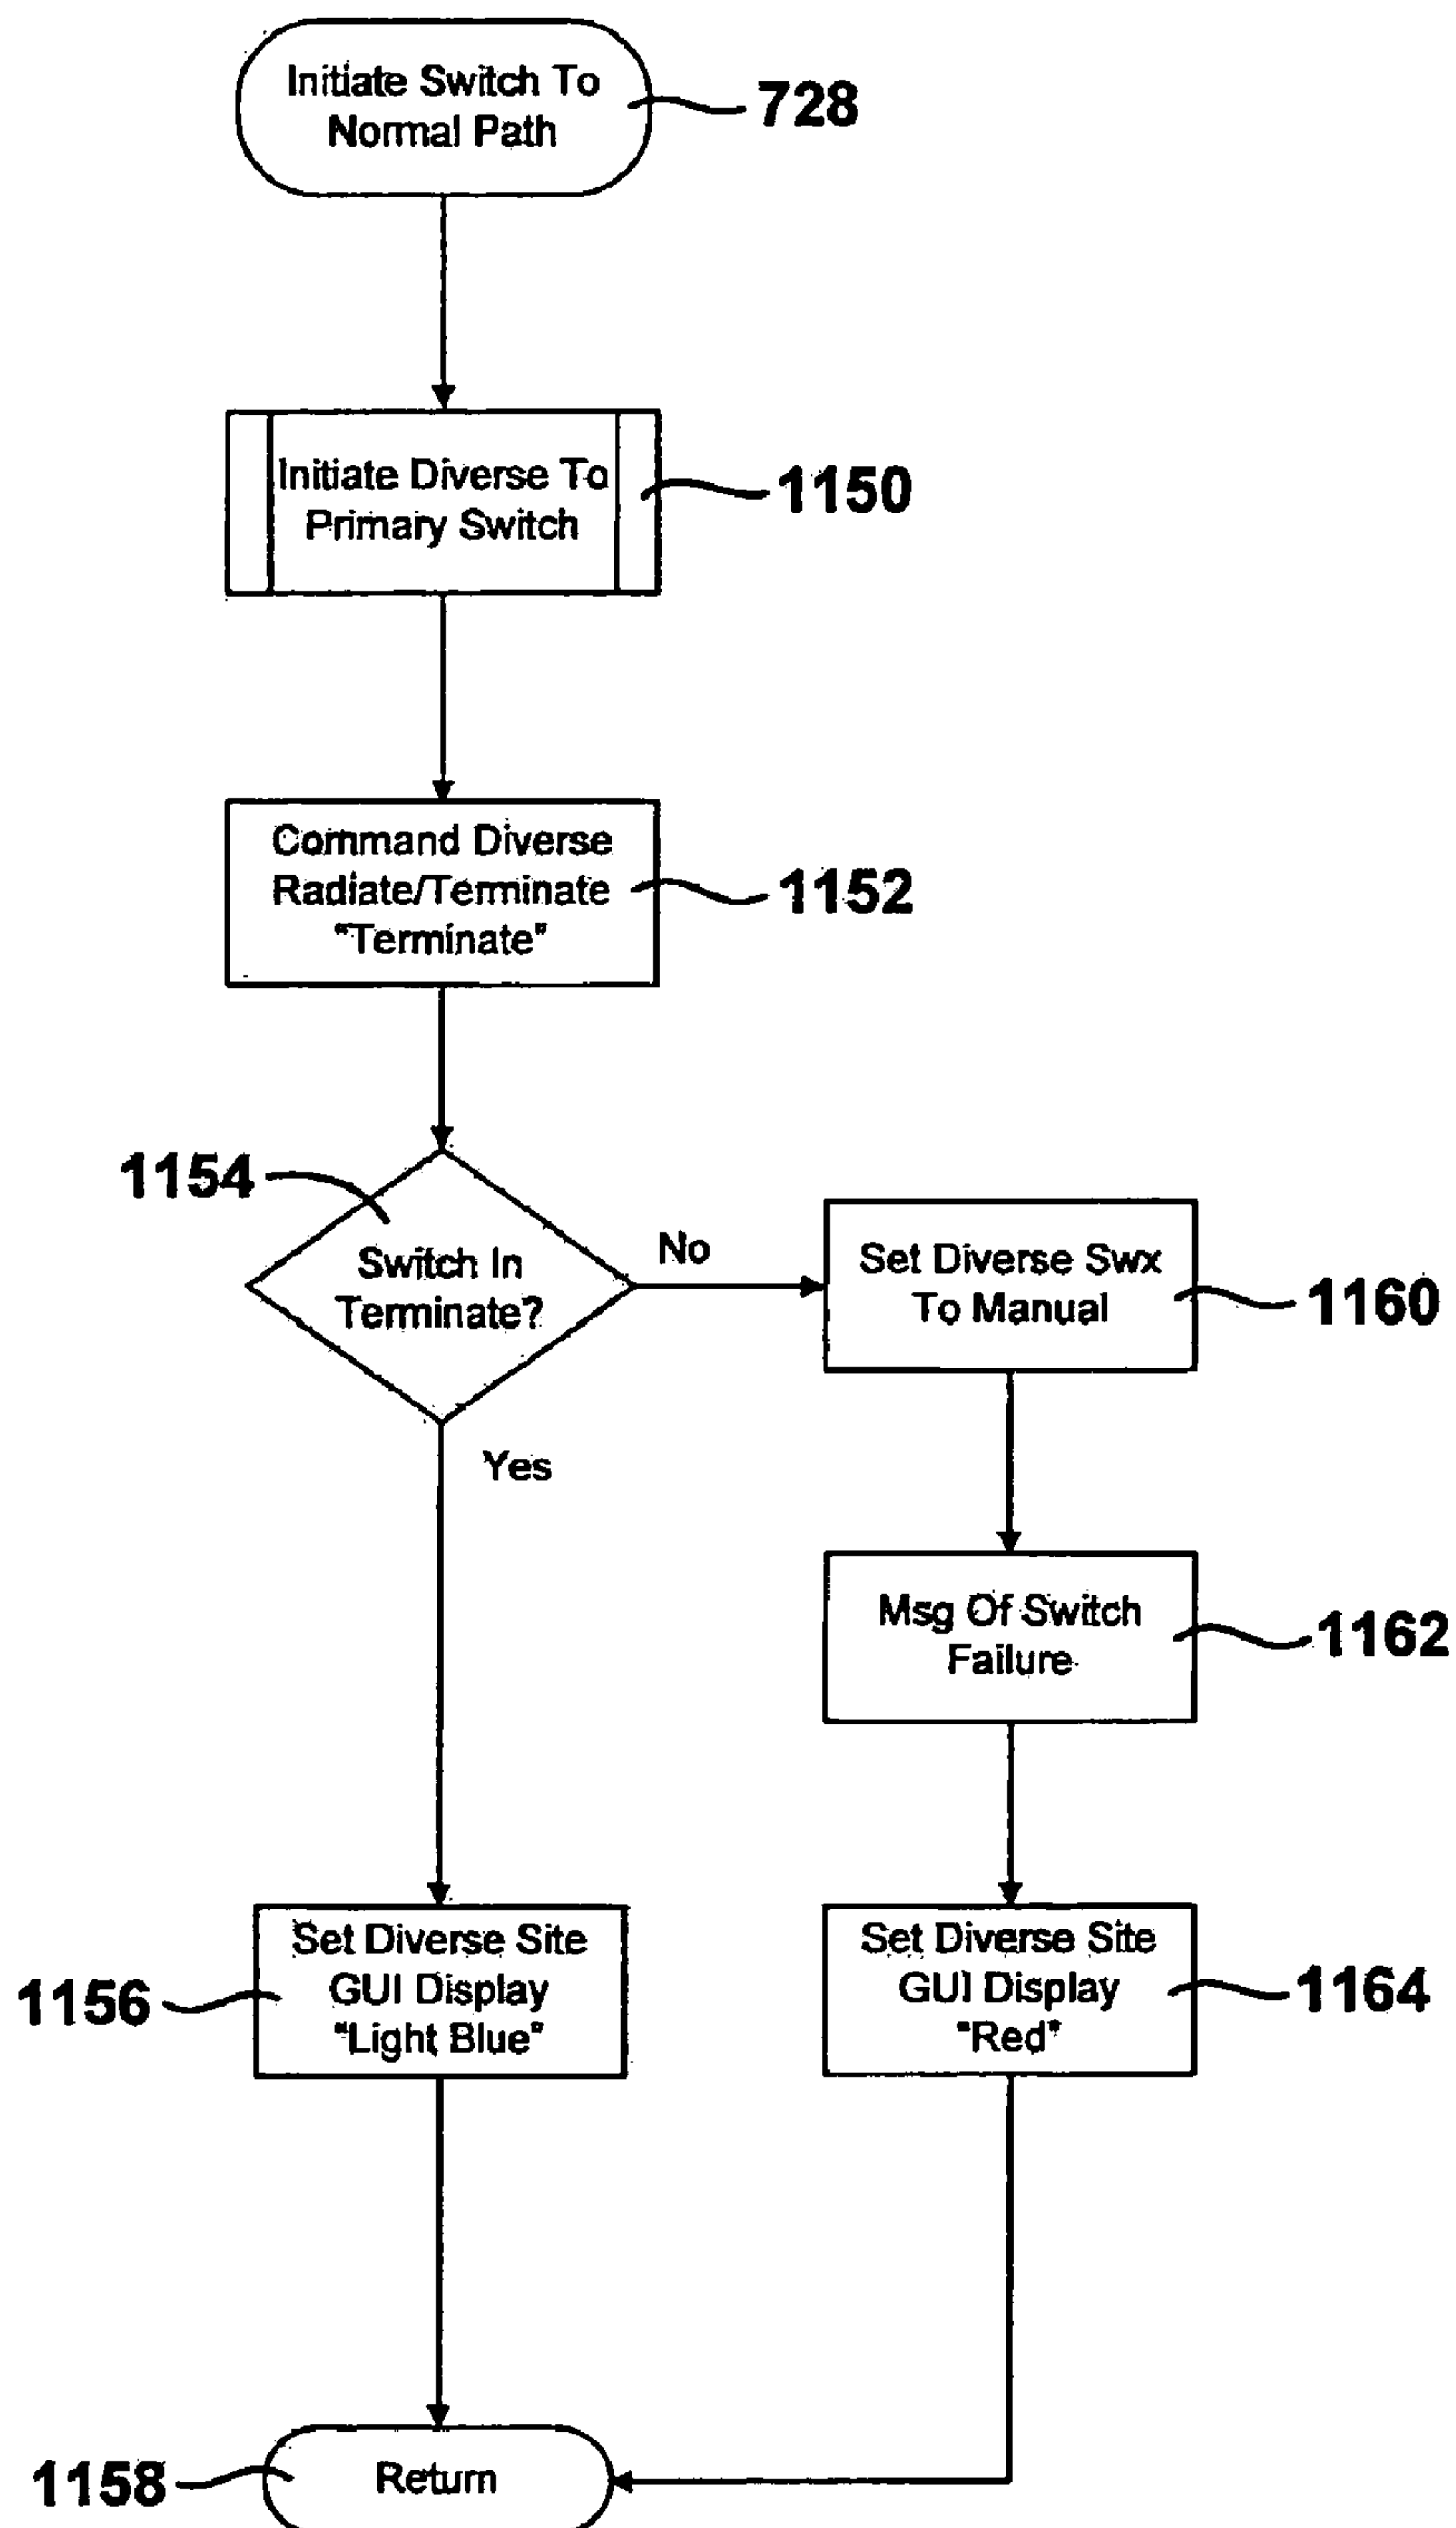 Initiate Switch To
Normal Path
728
Initiate Diverse To
Primary Switch
1150
Command Diverse
Radiate/Terminate
"Terminate"
1152
1154
Switch In
Terminate?
No
Yes
Set Diverse Swx
To Manual
1160
Msg Of Switch
Failure
1162
Set Diverse Site
GUI Display
"Light Blue"
1156
Set Diverse Site
GUI Display
"Red"
1164
1158
Return